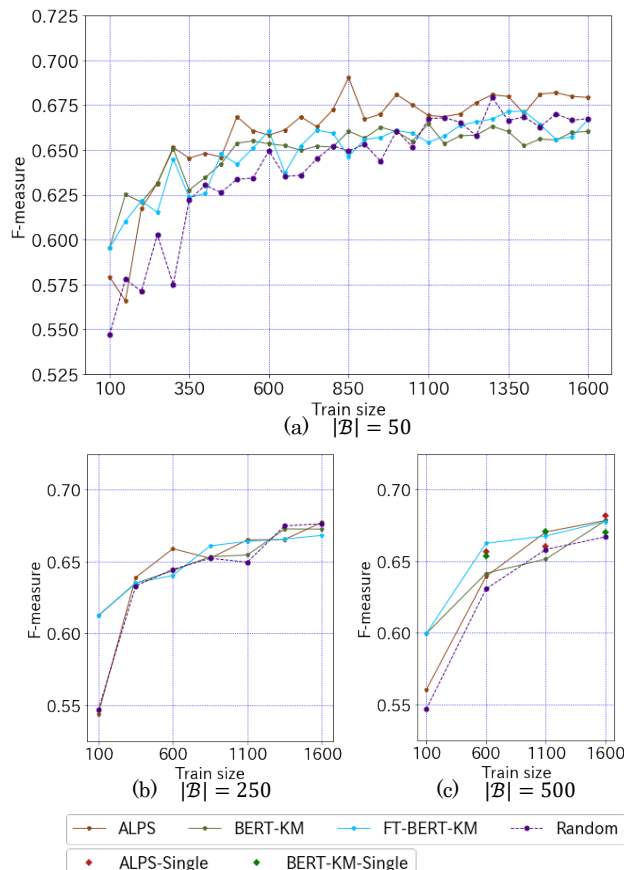 0.725
0.700
0.675
0.650
0.625
0.600
0.575
0.550
0.525
F-measure
100 350 600 850 1100 1350 1600
Train size
(a) |ℬ| = 50
0.70
0.65
0.60
0.55
F-measure
100 600 1100 1600
Train size
(b) |ℬ| = 250
0.70
0.65
0.60
0.55
F-measure
100 600 1100 1600
Train size
(c) |ℬ| = 500
ALPS BERT-KM FT-BERT-KM Random
ALPS-Single BERT-KM-Single